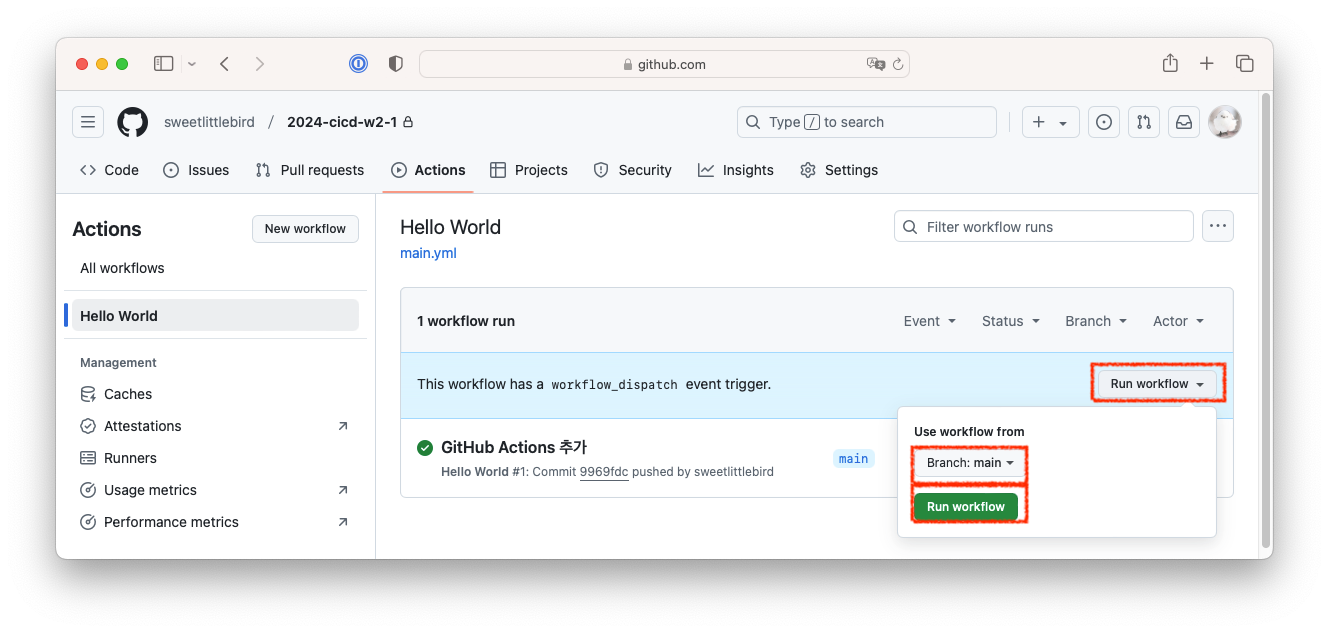 github.com
sweetlittlebird / 2024-cicd-w2-1
Type / to search
Code Issues Pull requests Actions Projects Security Insights Settings
Actions
New workflow
All workflows
Hello World
Management
Caches
Attestations
Runners
Usage metrics
Performance metrics
Hello World
main.yml
Filter workflow runs
1 workflow run
Event Status Branch Actor
This workflow has a workflow_dispatch event trigger.
Run workflow
GitHub Actions 추가
Hello World #1: Commit 9969fdc pushed by sweetlittlebird
main
Use workflow from
Branch: main
Run workflow